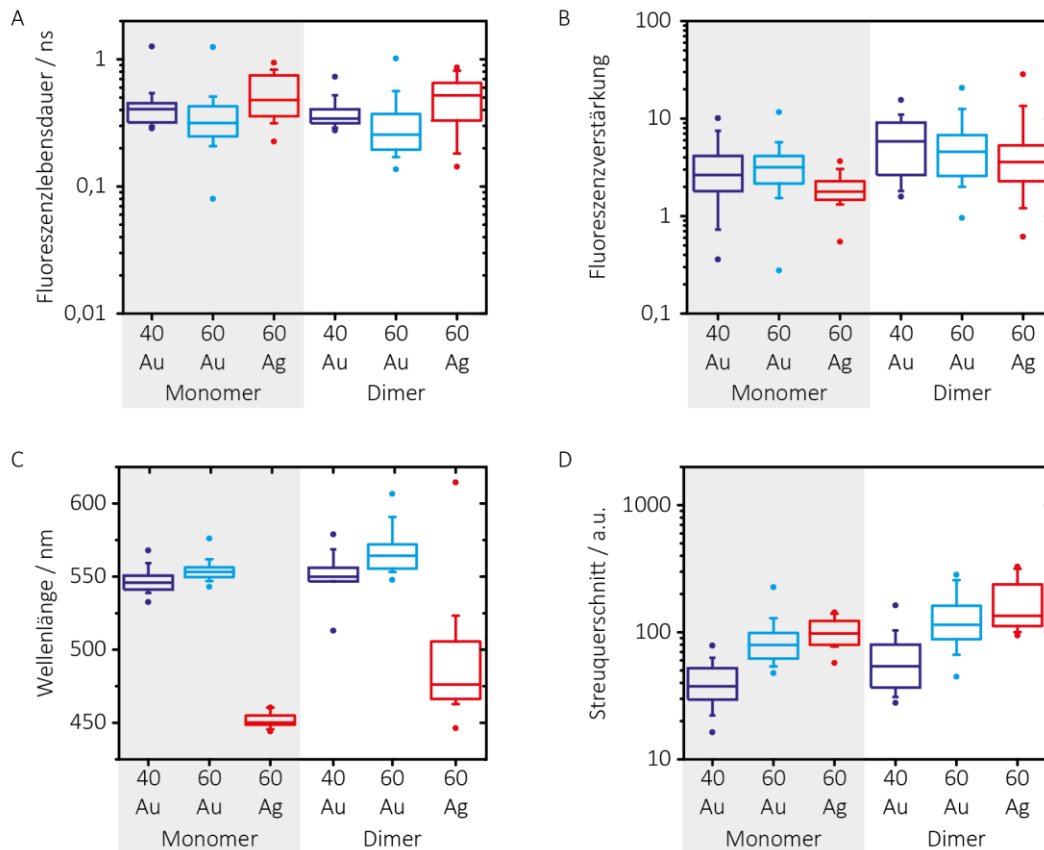 A
Fluoreszenzlebensdauer / ns
1
0,1
0,01
40 60 60 40 60 60
Au Au Ag Au Au Ag
Monomer Dimer
B
Fluoreszenzverstärkung
100
10
1
0,1
40 60 60 40 60 60
Au Au Ag Au Au Ag
Monomer Dimer
C
Wellenlänge / nm
600
550
500
450
40 60 60 40 60 60
Au Au Ag Au Au Ag
Monomer Dimer
D
Streuquerschnitt / a.u.
1000
100
10
40 60 60 40 60 60
Au Au Ag Au Au Ag
Monomer Dimer